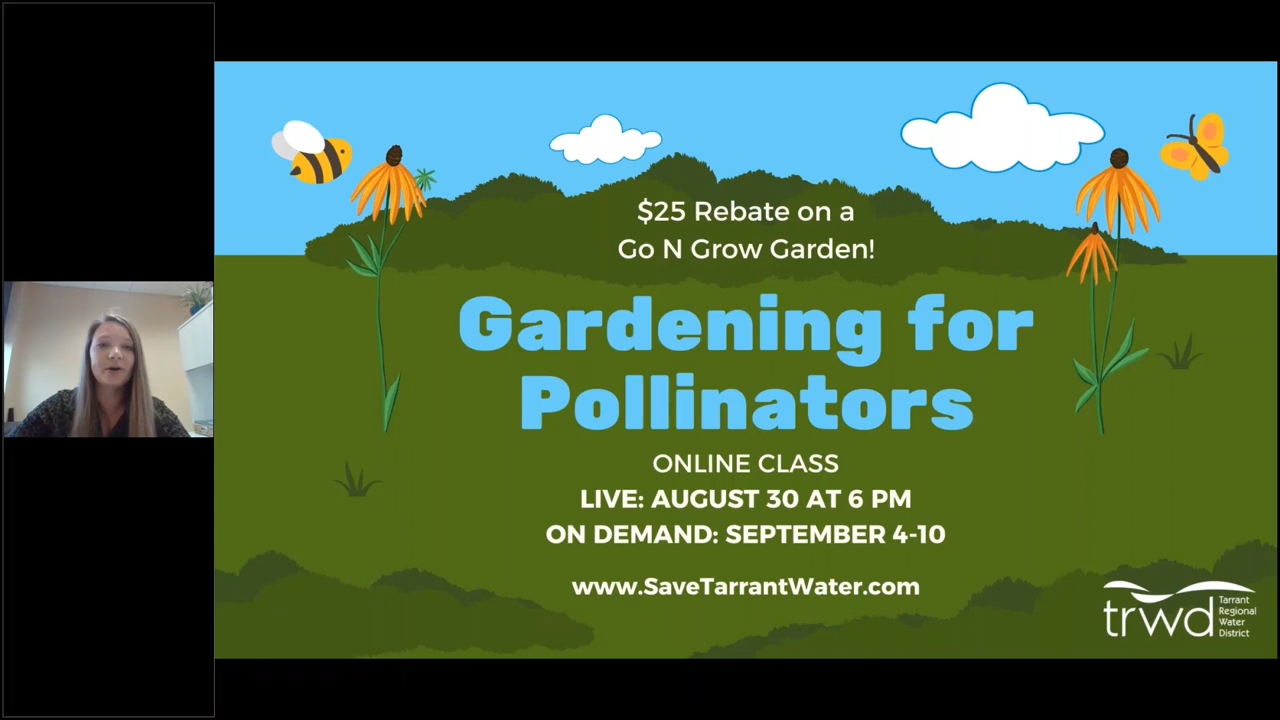 $25 Rebate on a
Go N Grow Garden!
Gardening for
Pollinators
ONLINE CLASS
LIVE: AUGUST 30 AT 6 PM
ON DEMAND: SEPTEMBER 4-10
www.SaveTarrantWater.com
trwd
Tarrant
Regional
Water
District